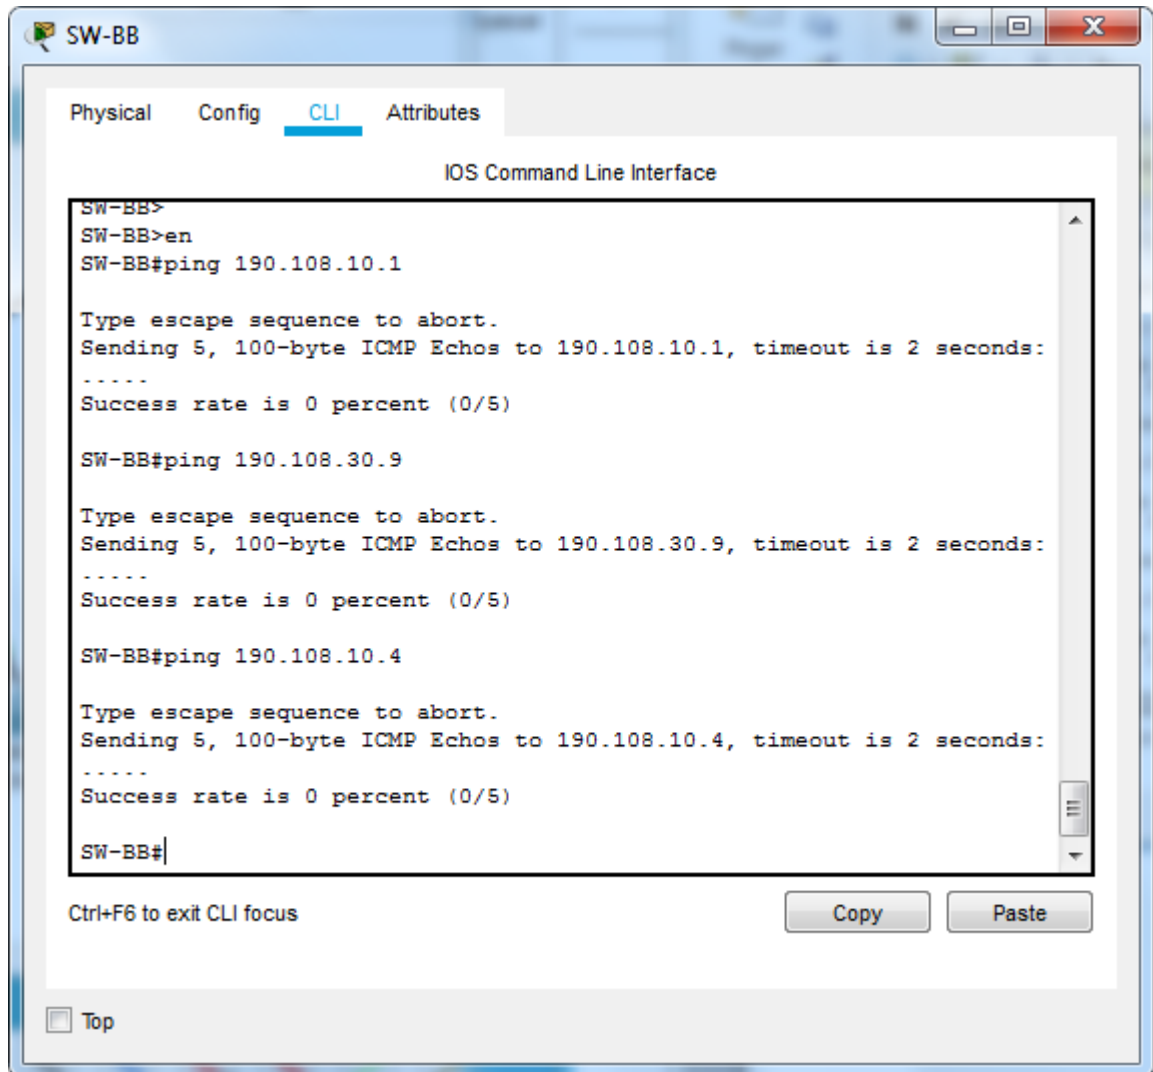 SW-BB
Physical Config CLI Attributes
IOS Command Line Interface
SW-BB>
SW-BB>en
SW-BB#ping 190.108.10.1
Type escape sequence to abort.
Sending 5, 100-byte ICMP Echos to 190.108.10.1, timeout is 2 seconds:
.....
Success rate is 0 percent (0/5)
SW-BB#ping 190.108.30.9
Type escape sequence to abort.
Sending 5, 100-byte ICMP Echos to 190.108.30.9, timeout is 2 seconds:
.....
Success rate is 0 percent (0/5)
SW-BB#ping 190.108.10.4
Type escape sequence to abort.
Sending 5, 100-byte ICMP Echos to 190.108.10.4, timeout is 2 seconds:
.....
Success rate is 0 percent (0/5)
SW-BB#
Ctrl+F6 to exit CLI focus
Copy Paste
Top